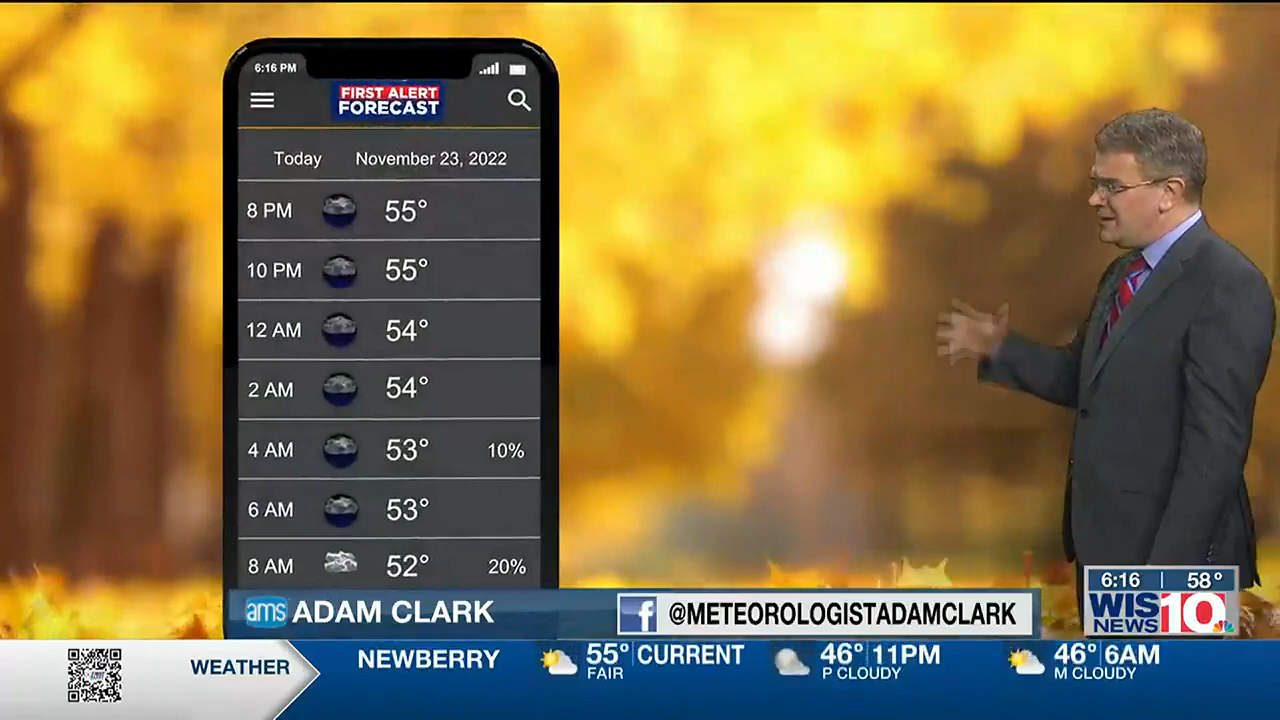 6:16 PM
FIRST ALERT
FORECAST
Today November 23, 2022
8 PM 55°
10 PM 55°
12 AM 54°
2 AM 54°
4 AM 53° 10%
6 AM 53°
8 AM 52° 20%
ams ADAM CLARK
f @METEOROLOGISTADAMCLARK
6:16 | 58°
WIS
NEWS 10
WEATHER
NEWBERRY
55° CURRENT
FAIR
46° 11PM
P CLOUDY
46° 6AM
M CLOUDY